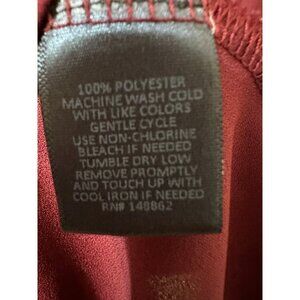 100% POLYESTER
MACHINE WASH COLD
WITH LIKE COLORS
GENTLE CYCLE
USE NON-CHLORINE
BLEACH IF NEEDED
TUMBLE DRY LOW
REMOVE PROMPTLY
AND TOUCH UP WITH
COOL IRON IF NEEDED
RN# 148862